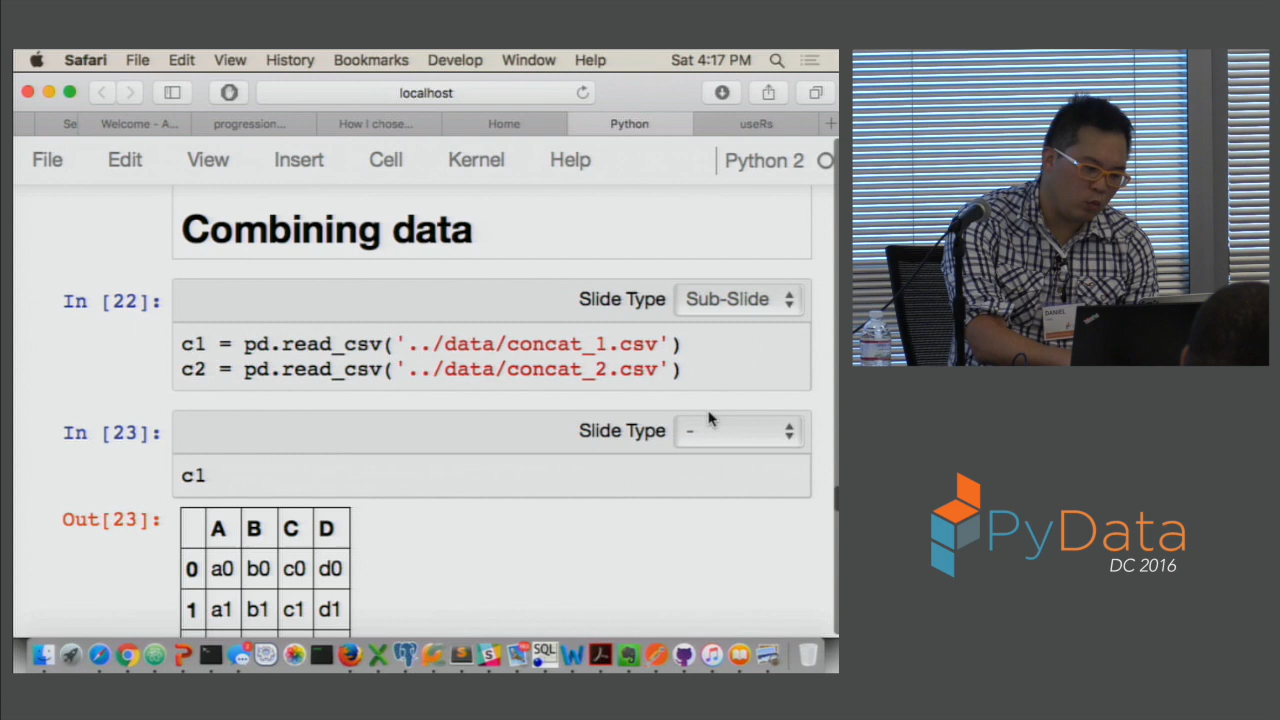 Safari File Edit View History Bookmarks Develop Window Help Sat 4:17 PM
localhost
Se Welcome - A... progression... How I chose... Home Python useRs +
File Edit View Insert Cell Kernel Help Python 2
Combining data
In [22]: Slide Type Sub-Slide
c1 = pd.read_csv('../data/concat_1.csv')
c2 = pd.read_csv('../data/concat_2.csv')
In [23]: Slide Type -
c1
Out[23]:
A B C D
0 a0 b0 c0 d0
1 a1 b1 c1 d1
SQL
DANIEL
PyData
DC 2016